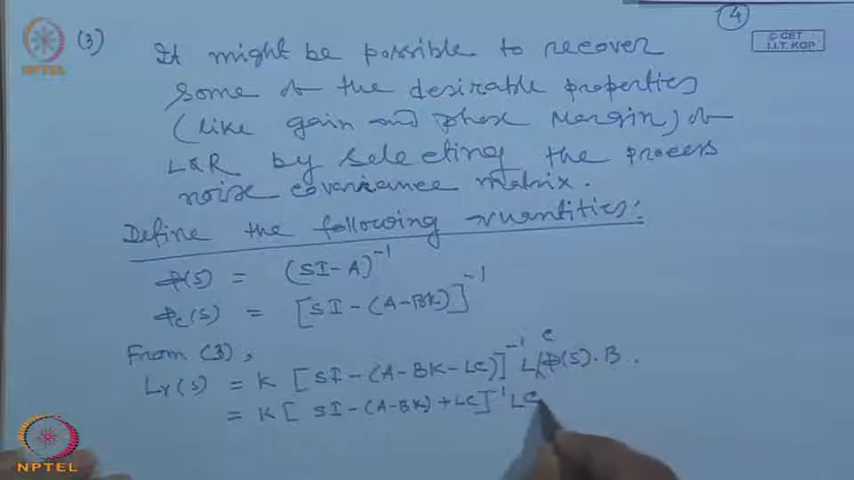 4
© CET
I.I.T. KGP
NPTEL
(3) It might be possible to recover
some of the desirable properties
(like gain and phase Margin) of
LQR by selecting the process
noise covariance matrix.
Define the following quantities:
Φ(s) = (SI-A)⁻¹
Φc(s) = [SI-(A-BK)]⁻¹
From (3),
Lr(s) = K [SI-(A-BK-LC)]⁻¹ L C Φ(s).B.
= K [SI-(A-BK)+LC]⁻¹ LC
NPTEL